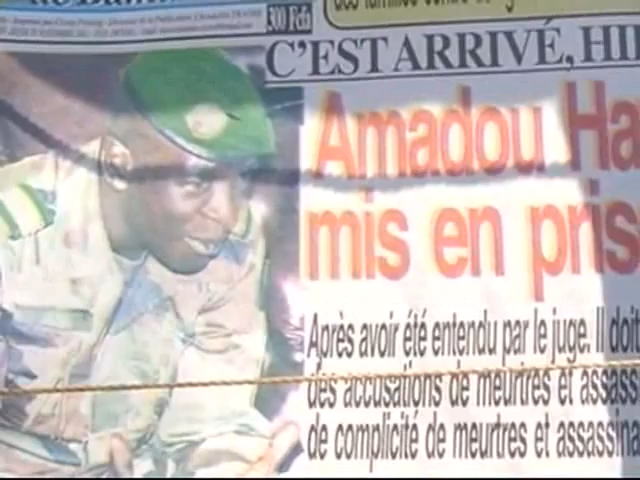 300 Fcfa
C'EST ARRIVÉ, HI
Amadou Ha
mis en pris
Après avoir été entendu par le juge. Il doit
des accusations de meurtres et assass
de complicité de meurtres et assassina